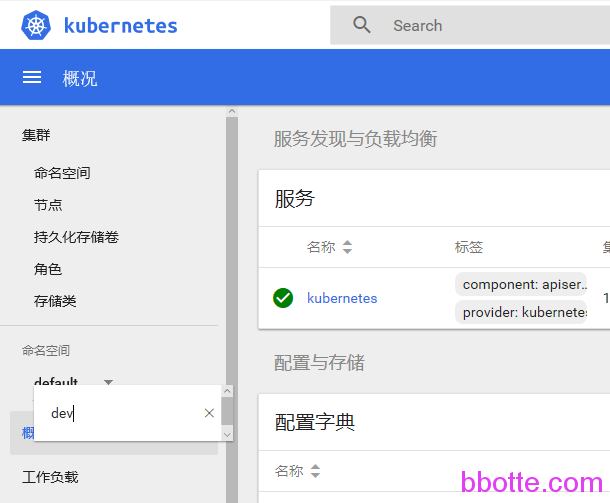 kubernetes
Search
概况
集群
命名空间
节点
持久化存储卷
角色
存储类
命名空间
default
dev
概
工作负载
服务发现与负载均衡
服务
名称
标签
集
kubernetes
component: apiser..
provider: kubernetes
1
配置与存储
配置字典
名称
bbotte.com